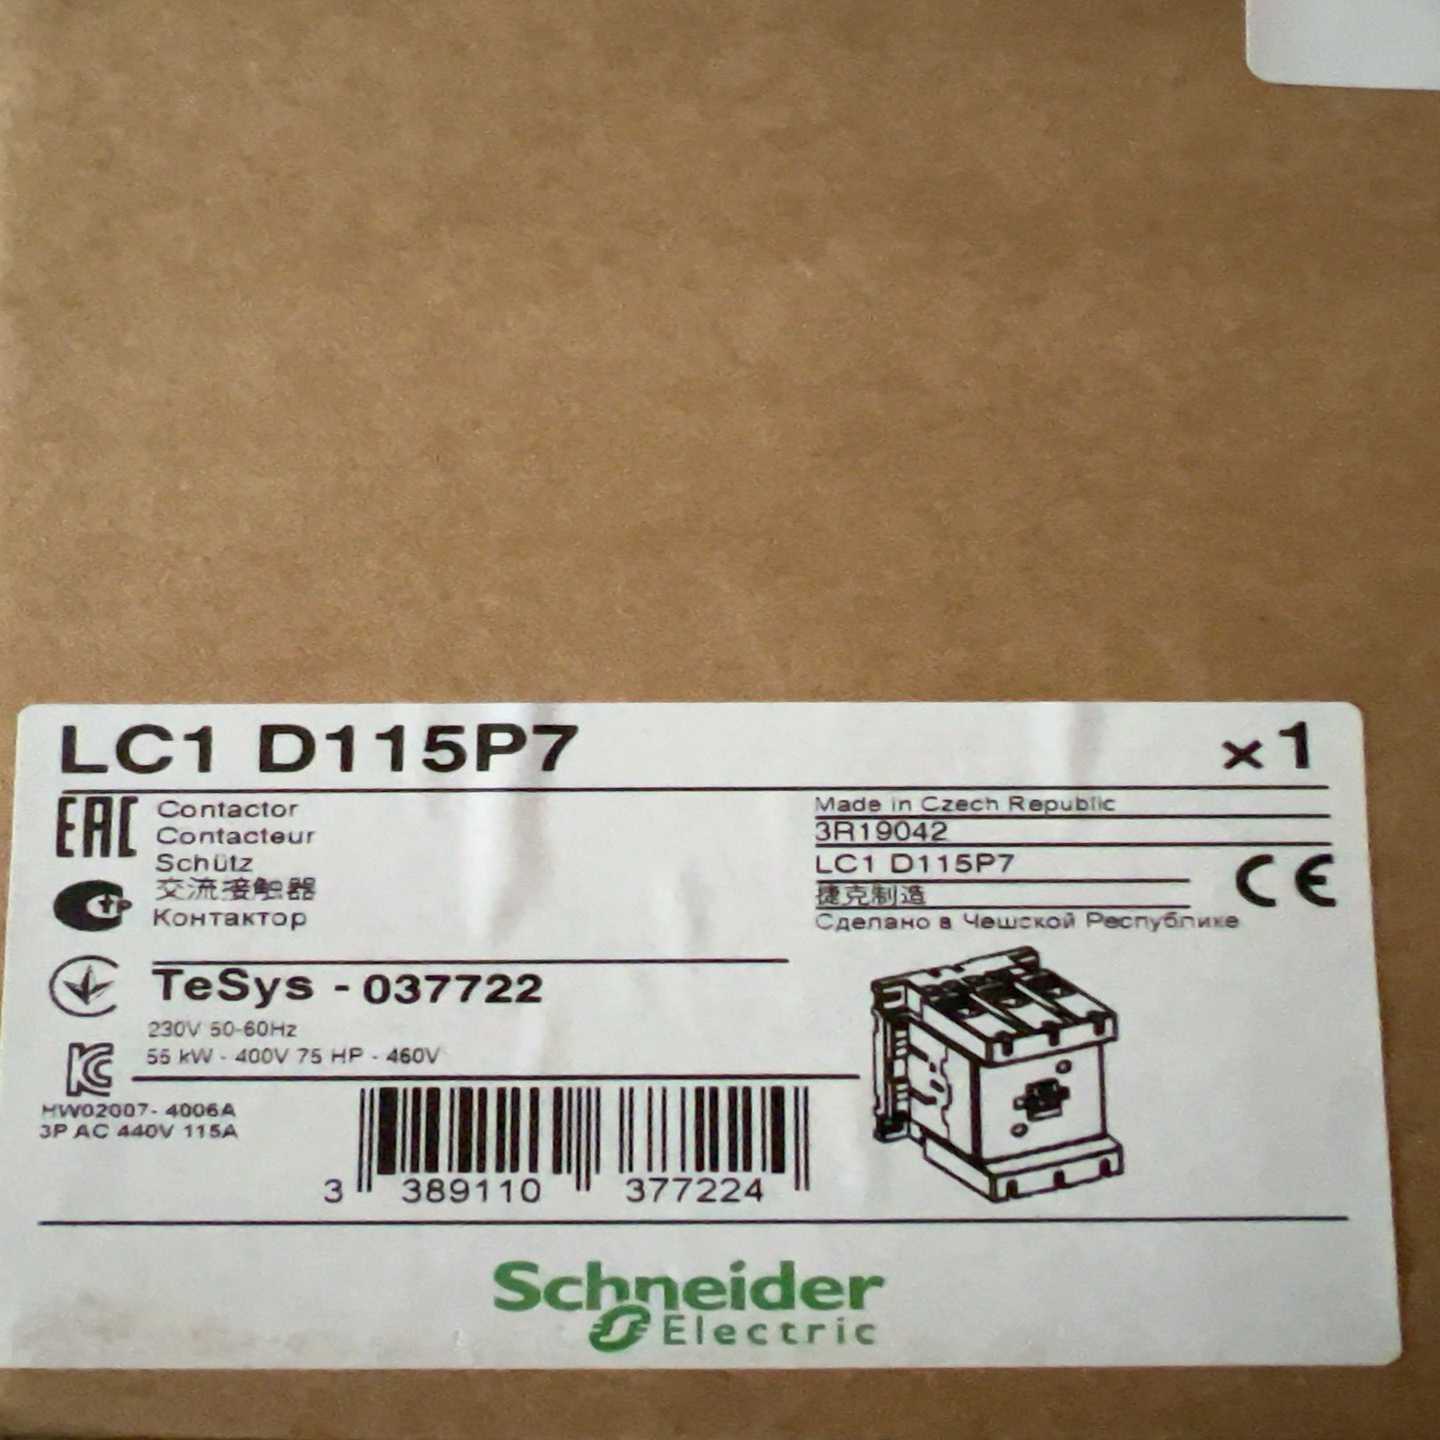 LC1 D115P7 x1
EAC
Contactor
Contacteur
Schütz
交流接触器
Контактор
Made in Czech Republic
3R19042
LC1 D115P7
CE
捷克制造
Сделано в Чешской Республике
TeSys - 037722
230V 50-60Hz
55 kW - 400V 75 HP - 460V
HW02007- 4006A
3P AC 440V 115A
3 389110 377224
Schneider
Electric